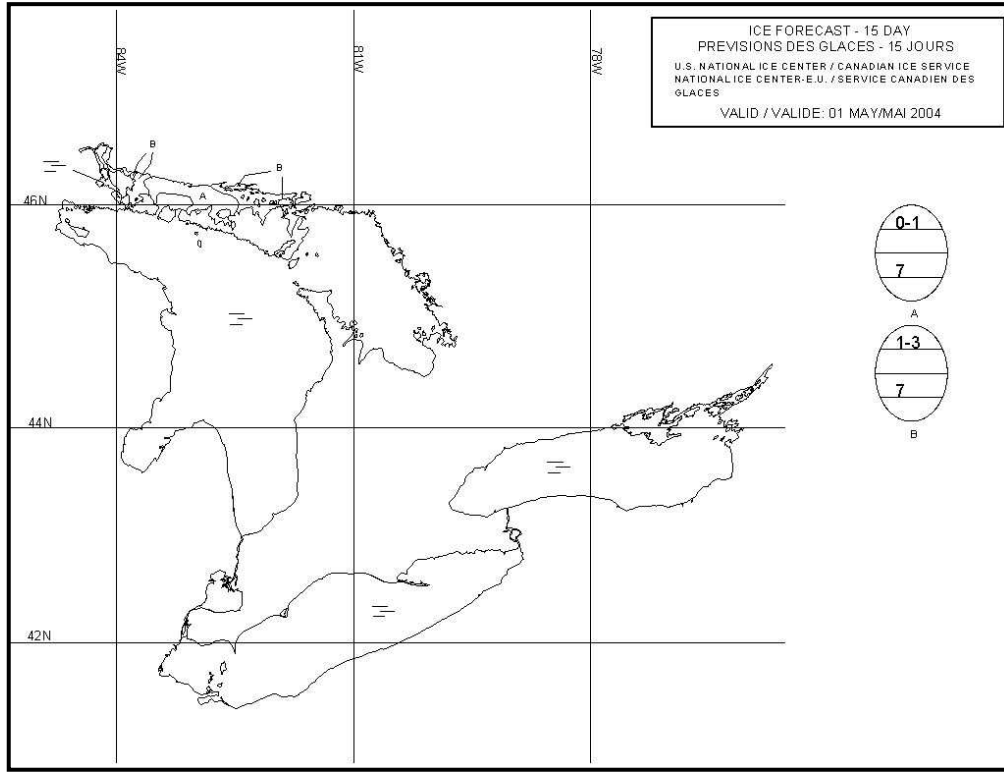 84W
81W
78W
ICE FORECAST - 15 DAY
PREVISIONS DES GLACES - 15 JOURS
U.S. NATIONAL ICE CENTER / CANADIAN ICE SERVICE
NATIONAL ICE CENTER-E.U. / SERVICE CANADIEN DES
GLACES
VALID / VALIDE: 01 MAY/MAI 2004
B
B
A
46N
0-1
7
A
1-3
7
B
44N
42N